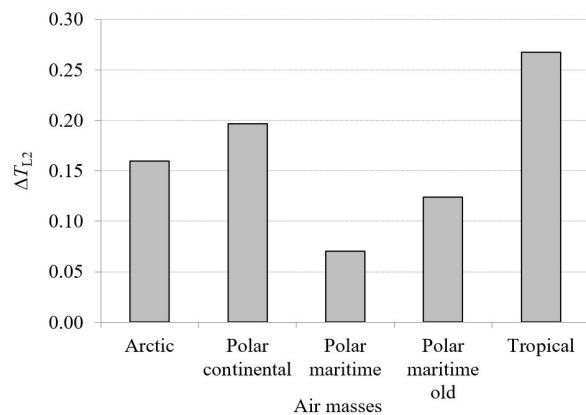 0.30
0.25
0.20
0.15
0.10
0.05
0.00
ΔT_L2
Arctic
Polar
continental
Polar
maritime
Polar
maritime
old
Tropical
Air masses